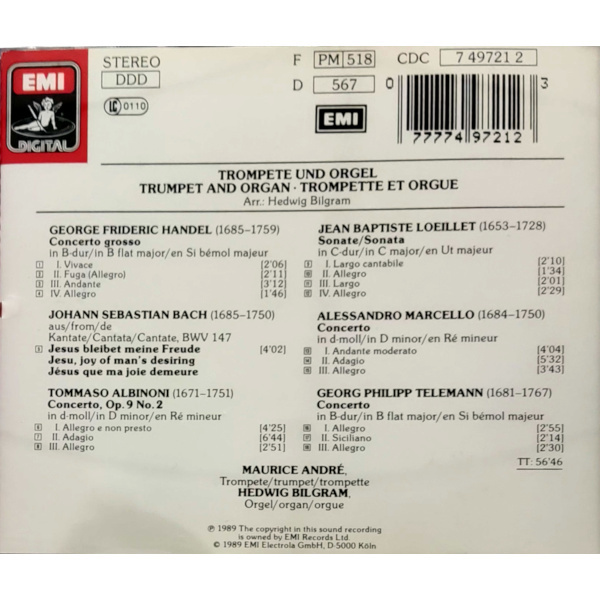 EMI
DIGITAL
STEREO
DDD
LC 0110
F PM 518 CDC 7 49721 2
D 567
EMI
0 77774 97212 3
TROMPETE UND ORGEL
TRUMPET AND ORGAN · TROMPETTE ET ORGUE
Arr.: Hedwig Bilgram
GEORGE FRIDERIC HANDEL (1685–1759)
Concerto grosso
in B-dur/in B flat major/en Si bémol majeur
1 I. Vivace [2'06]
2 II. Fuga (Allegro) [2'11]
3 III. Andante [3'12]
4 IV. Allegro [1'46]
JOHANN SEBASTIAN BACH (1685-1750)
aus/from/de
Kantate/Cantata/Cantate, BWV 147
5 Jesus bleibet meine Freude [4'02]
Jesu, joy of man's desiring
Jésus que ma joie demeure
TOMMASO ALBINONI (1671-1751)
Concerto, Op. 9 No. 2
in d-moll/in D minor/en Ré mineur
6 I. Allegro e non presto [4'25]
7 II. Adagio [6'44]
8 III. Allegro [2'51]
JEAN BAPTISTE LOEILLET (1653-1728)
Sonate/Sonata
in C-dur/in C major/en Ut majeur
I. Largo cantabile [2'10]
II. Allegro [1'34]
III. Largo [2'01]
IV. Allegro [2'29]
ALESSANDRO MARCELLO (1684-1750)
Concerto
in d-moll/in D minor/en Ré mineur
I. Andante moderato [4'04]
II. Adagio [5'32]
III. Allegro [3'43]
GEORG PHILIPP TELEMANN (1681-1767)
Concerto
in B-dur/in B flat major/en Si bémol majeur
I. Allegro [2'55]
II. Siciliano [2'14]
III. Allegro [2'30]
TT: 56'46
MAURICE ANDRÉ,
Trompete/trumpet/trompette
HEDWIG BILGRAM,
Orgel/organ/orgue
℗ 1989 The copyright in this sound recording
is owned by EMI Records Ltd.
© 1989 EMI Electrola GmbH, D-5000 Köln